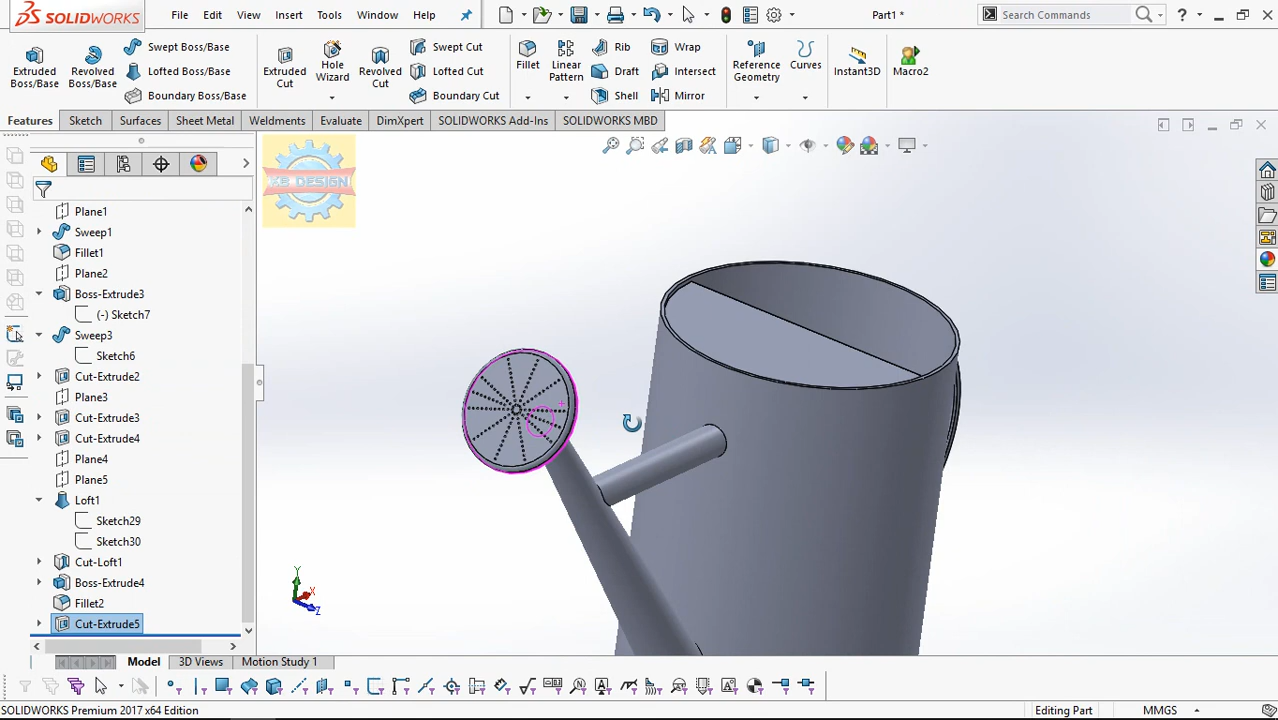 SOLIDWORKS
File Edit View Insert Tools Window Help
Part1 *
Search Commands
?
Extruded Boss/Base
Revolved Boss/Base
Swept Boss/Base
Lofted Boss/Base
Boundary Boss/Base
Extruded Cut
Hole Wizard
Revolved Cut
Swept Cut
Lofted Cut
Boundary Cut
Fillet
Linear Pattern
Rib
Draft
Shell
Wrap
Intersect
Mirror
Reference Geometry
Curves
Instant3D
Macro2
Features Sketch Surfaces Sheet Metal Weldments Evaluate DimXpert SOLIDWORKS Add-Ins SOLIDWORKS MBD
KB DESIGN
Plane1
Sweep1
Fillet1
Plane2
Boss-Extrude3
(-) Sketch7
Sweep3
Sketch6
Cut-Extrude2
Plane3
Cut-Extrude3
Cut-Extrude4
Plane4
Plane5
Loft1
Sketch29
Sketch30
Cut-Loft1
Boss-Extrude4
Fillet2
Cut-Extrude5
Y
X
Z
Model 3D Views Motion Study 1
SOLIDWORKS Premium 2017 x64 Edition
Editing Part
MMGS